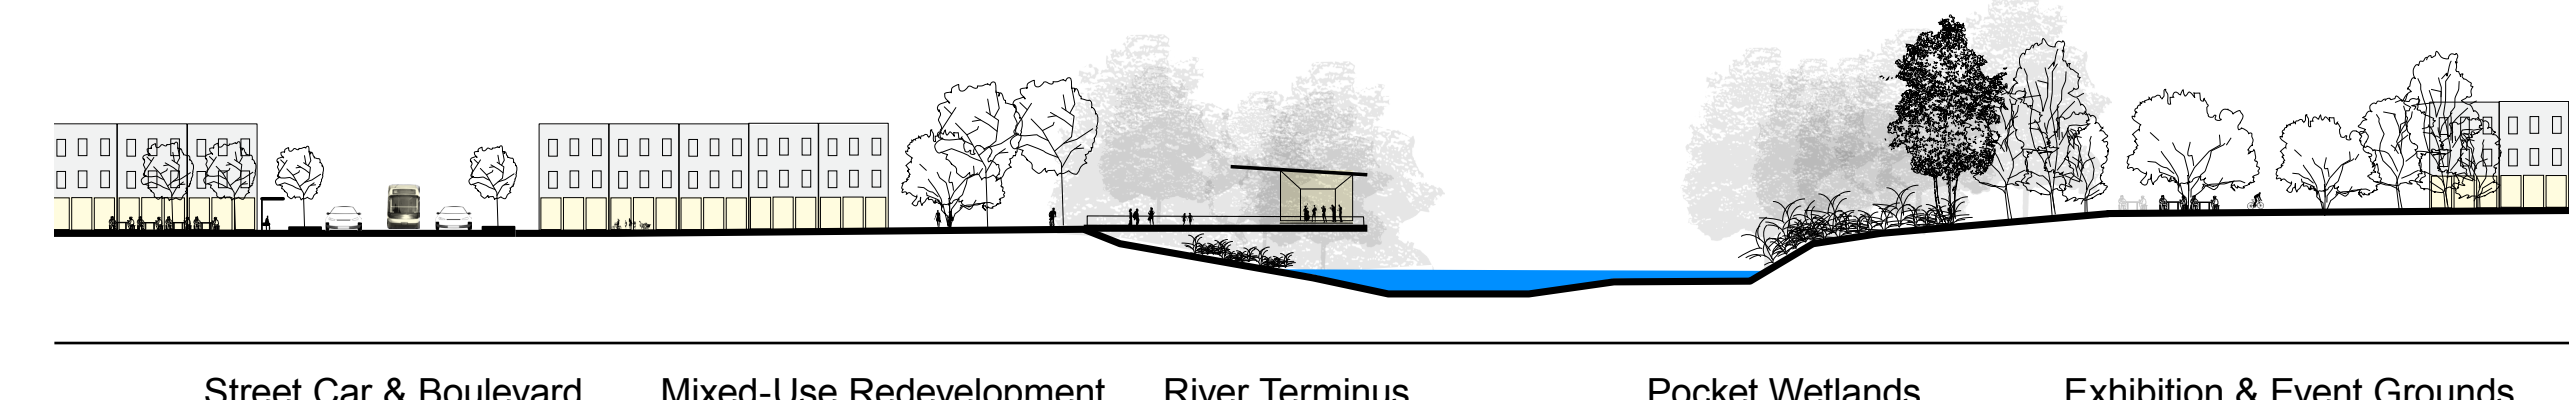 Street Car & Boulevard
Mixed-Use Redevelopment
River Terminus
Pocket Wetlands
Exhibition & Event Grounds